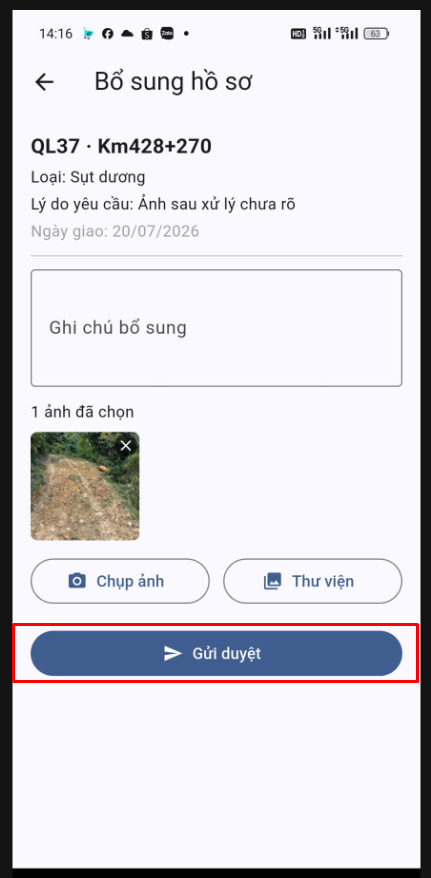 14:16
Bổ sung hồ sơ
QL37 · Km428+270
Loại: Sụt dương
Lý do yêu cầu: Ảnh sau xử lý chưa rõ
Ngày giao: 20/07/2026
Ghi chú bổ sung
1 ảnh đã chọn
Chụp ảnh
Thư viện
Gửi duyệt